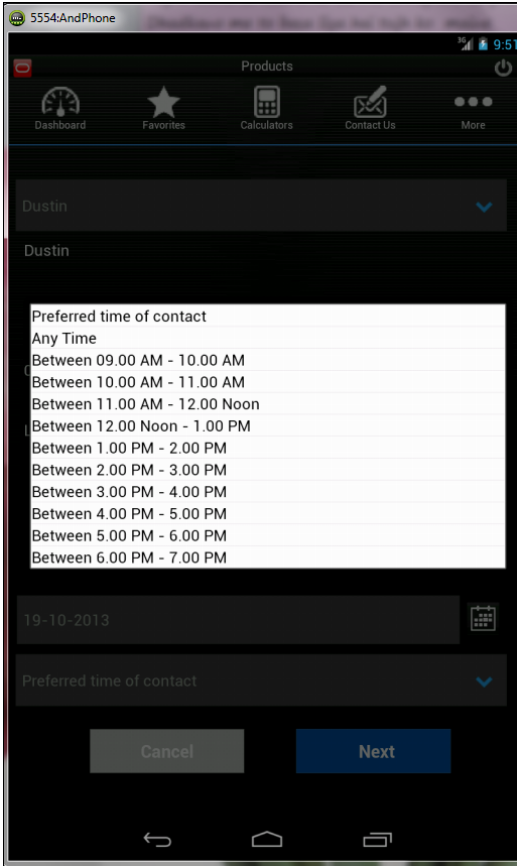 5554:AndPhone
3G 9:51
Products
Dashboard Favorites Calculators Contact Us More
Dustin
Dustin
Preferred time of contact
Any Time
Between 09.00 AM - 10.00 AM
Between 10.00 AM - 11.00 AM
Between 11.00 AM - 12.00 Noon
Between 12.00 Noon - 1.00 PM
Between 1.00 PM - 2.00 PM
Between 2.00 PM - 3.00 PM
Between 3.00 PM - 4.00 PM
Between 4.00 PM - 5.00 PM
Between 5.00 PM - 6.00 PM
Between 6.00 PM - 7.00 PM
19-10-2013
Preferred time of contact
Cancel Next